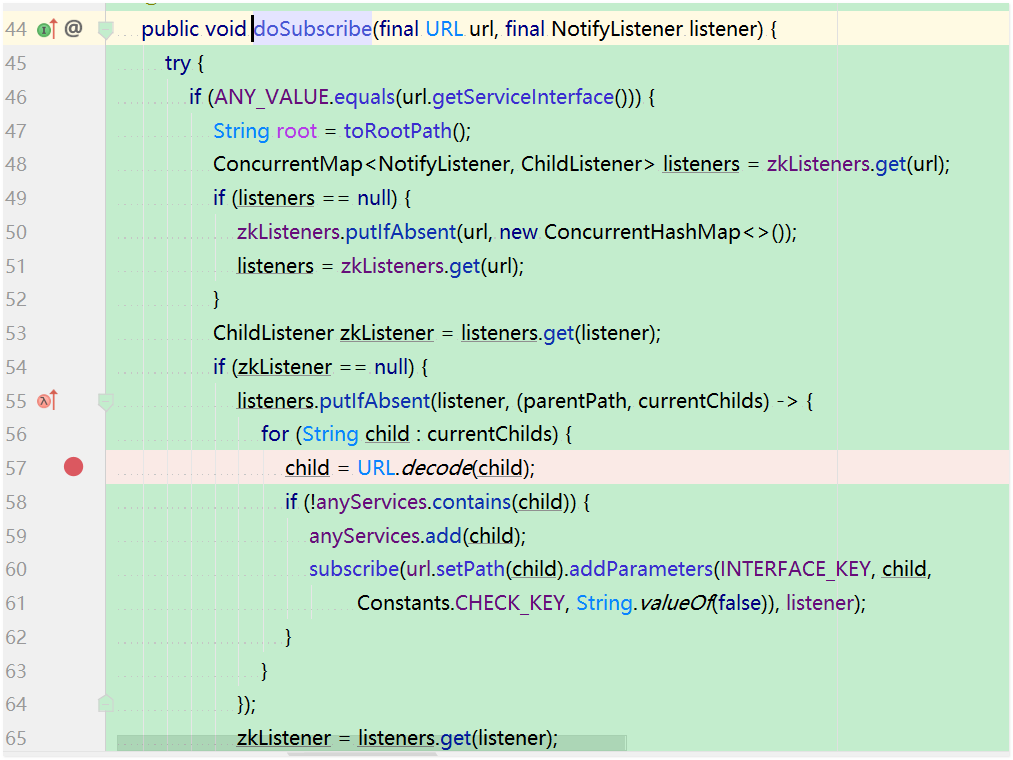 44 @ public void doSubscribe(final URL url, final NotifyListener listener) {
45 try {
46 if (ANY_VALUE.equals(url.getServiceInterface())) {
47 String root = toRootPath();
48 ConcurrentMap<NotifyListener, ChildListener> listeners = zkListeners.get(url);
49 if (listeners == null) {
50 zkListeners.putIfAbsent(url, new ConcurrentHashMap<>());
51 listeners = zkListeners.get(url);
52 }
53 ChildListener zkListener = listeners.get(listener);
54 if (zkListener == null) {
55 listeners.putIfAbsent(listener, (parentPath, currentChilds) -> {
56 for (String child : currentChilds) {
57 child = URL.decode(child);
58 if (!anyServices.contains(child)) {
59 anyServices.add(child);
60 subscribe(url.setPath(child).addParameters(INTERFACE_KEY, child,
61 Constants.CHECK_KEY, String.valueOf(false)), listener);
62 }
63 }
64 });
65 zkListener = listeners.get(listener);